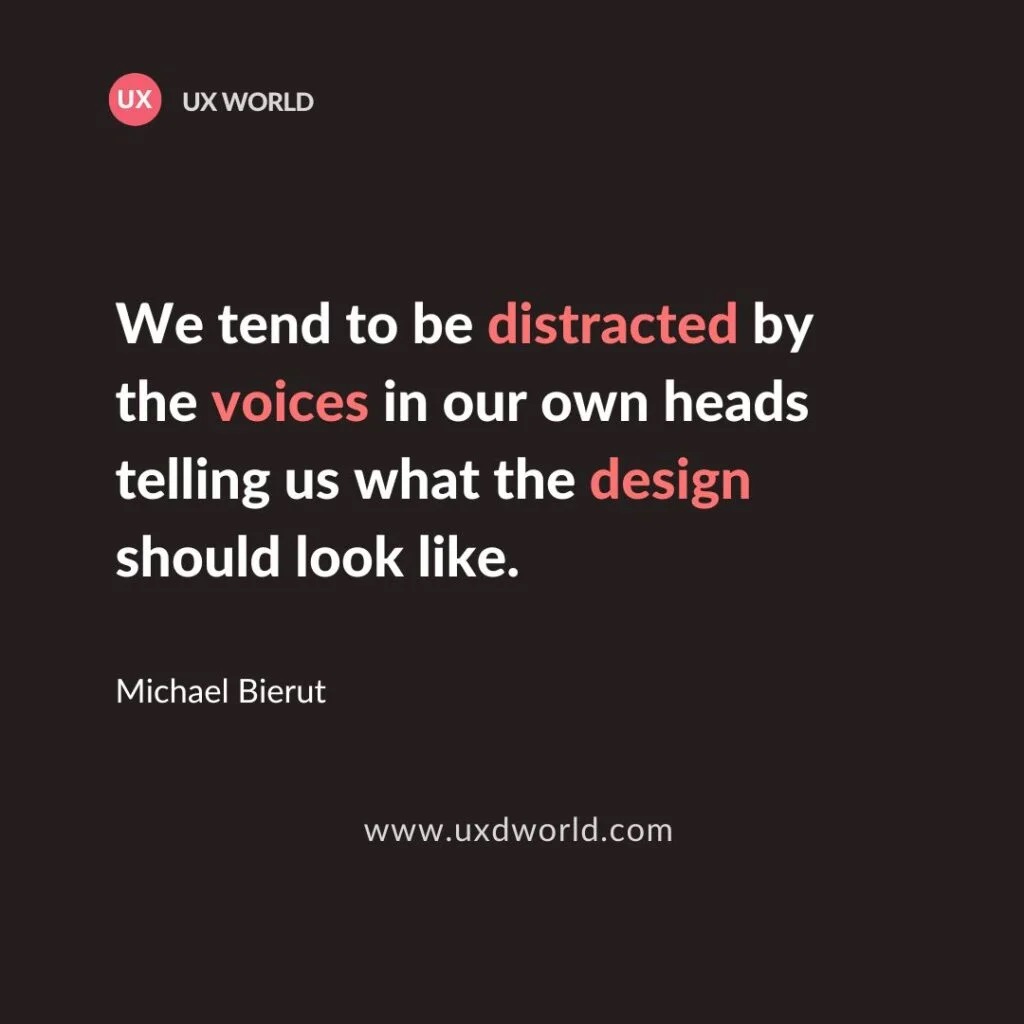 UX UX WORLD
We tend to be distracted by
the voices in our own heads
telling us what the design
should look like.
Michael Bierut
www.uxdworld.com